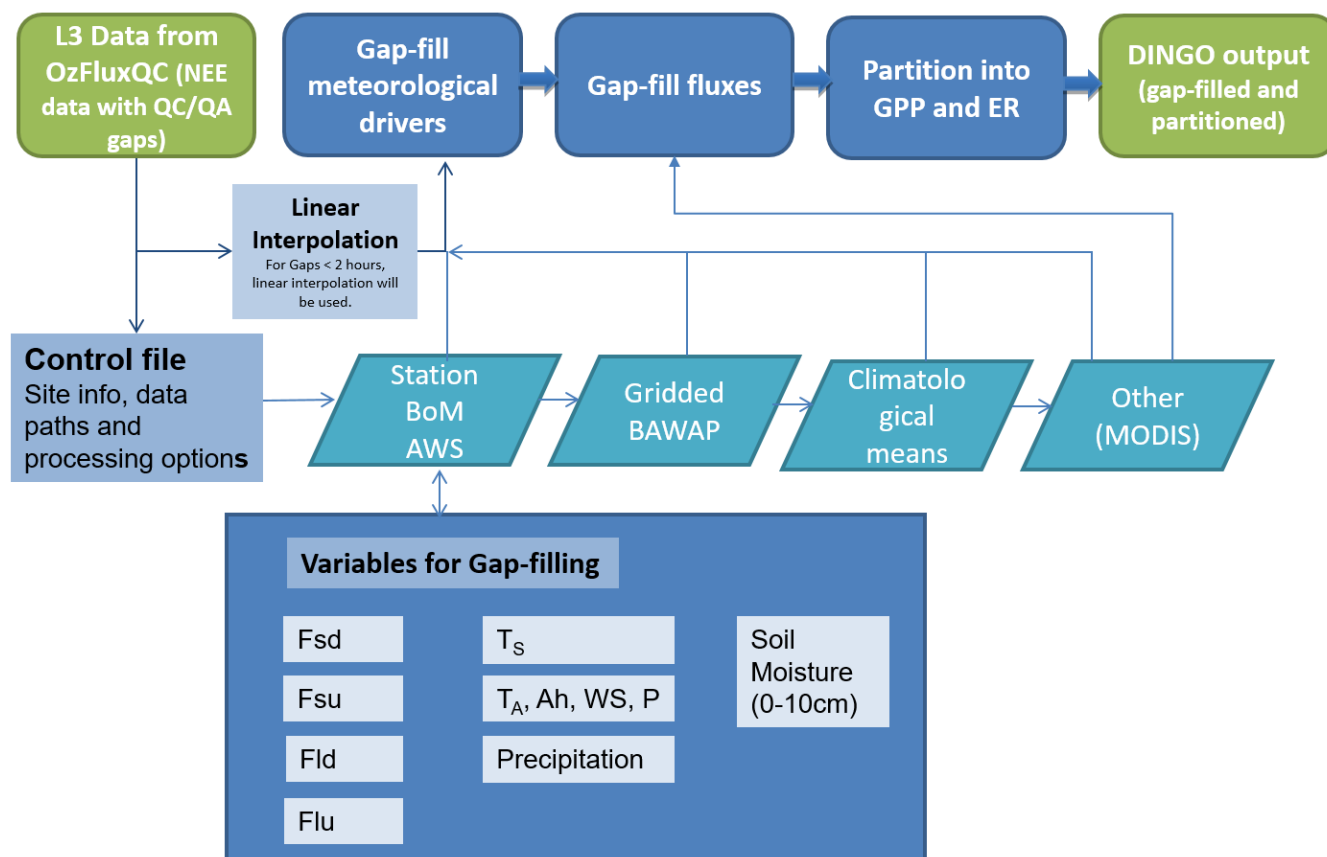 L3 Data from
OzFluxQC (NEE
data with QC/QA
gaps)
Gap-fill
meteorological
drivers
Gap-fill fluxes
Partition into
GPP and ER
DINGO output
(gap-filled and
partitioned)
Linear
Interpolation
For Gaps < 2 hours,
linear interpolation will
be used.
Control file
Site info, data
paths and
processing options
Station
BoM
AWS
Gridded
BAWAP
Climatolo
gical
means
Other
(MODIS)
Variables for Gap-filling
Fsd
Fsu
Fld
Flu
T_S
T_A, Ah, WS, P
Precipitation
Soil
Moisture
(0-10cm)